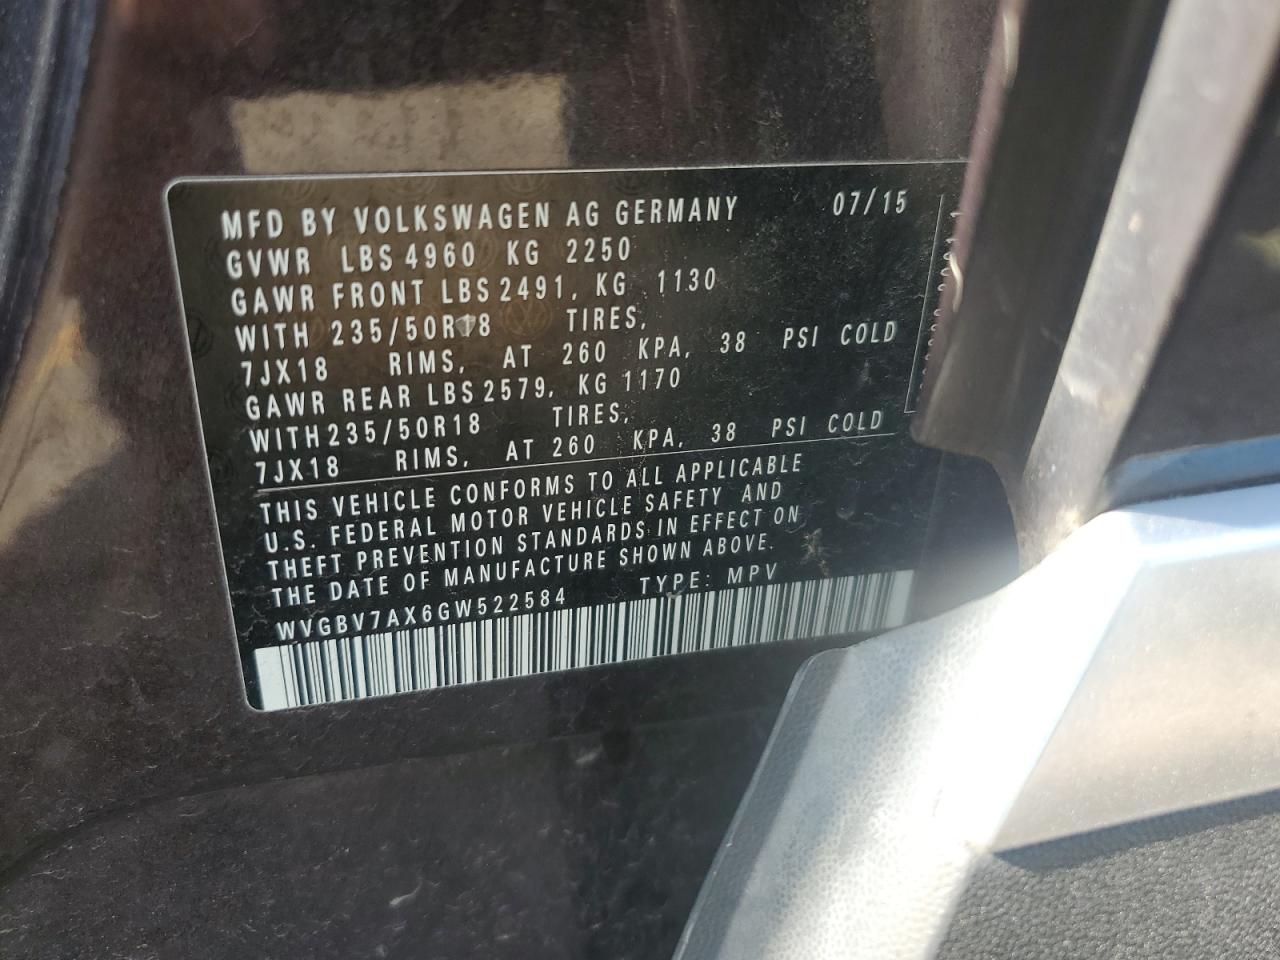 MFD BY VOLKSWAGEN AG GERMANY 07/15
GVWR LBS 4960 KG 2250
GAWR FRONT LBS 2491, KG 1130
WITH 235/50R18 TIRES,
7JX18 RIMS, AT 260 KPA, 38 PSI COLD
GAWR REAR LBS 2579, KG 1170
WITH 235/50R18 TIRES,
7JX18 RIMS, AT 260 KPA, 38 PSI COLD
THIS VEHICLE CONFORMS TO ALL APPLICABLE
U.S. FEDERAL MOTOR VEHICLE SAFETY AND
THEFT PREVENTION STANDARDS IN EFFECT ON
THE DATE OF MANUFACTURE SHOWN ABOVE.
WVGBV7AX6GW522584 TYPE: MPV